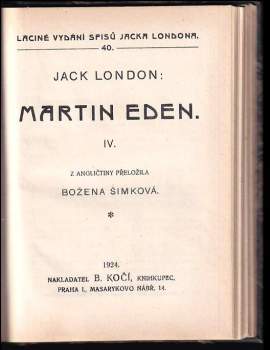 LACINÉ VYDÁNÍ SPISŮ JACKA LONDONA.
40.
JACK LONDON:
MARTIN EDEN.
IV.
Z ANGLIČTINY PŘELOŽILA
BOŽENA ŠIMKOVÁ.
*
1924.
NAKLADATEL B. KOČÍ, KNIHKUPEC,
PRAHA I., MASARYKOVO NÁBŘ. 14.